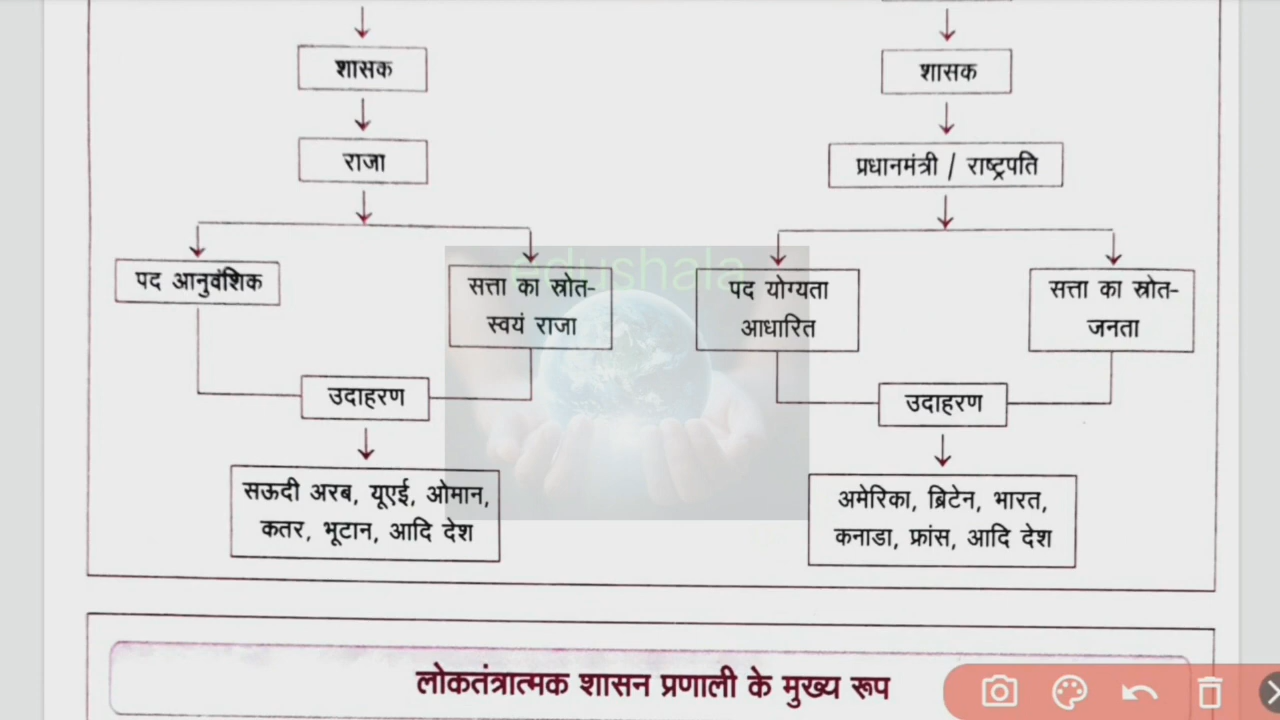 शासक
राजा
पद आनुवंशिक
सत्ता का स्रोत-
स्वयं राजा
उदाहरण
सऊदी अरब, यूएई, ओमान,
कतर, भूटान, आदि देश
शासक
प्रधानमंत्री / राष्ट्रपति
पद योग्यता
आधारित
सत्ता का स्रोत-
जनता
उदाहरण
अमेरिका, ब्रिटेन, भारत,
कनाडा, फ्रांस, आदि देश
edushala
लोकतंत्रात्मक शासन प्रणाली के मुख्य रूप